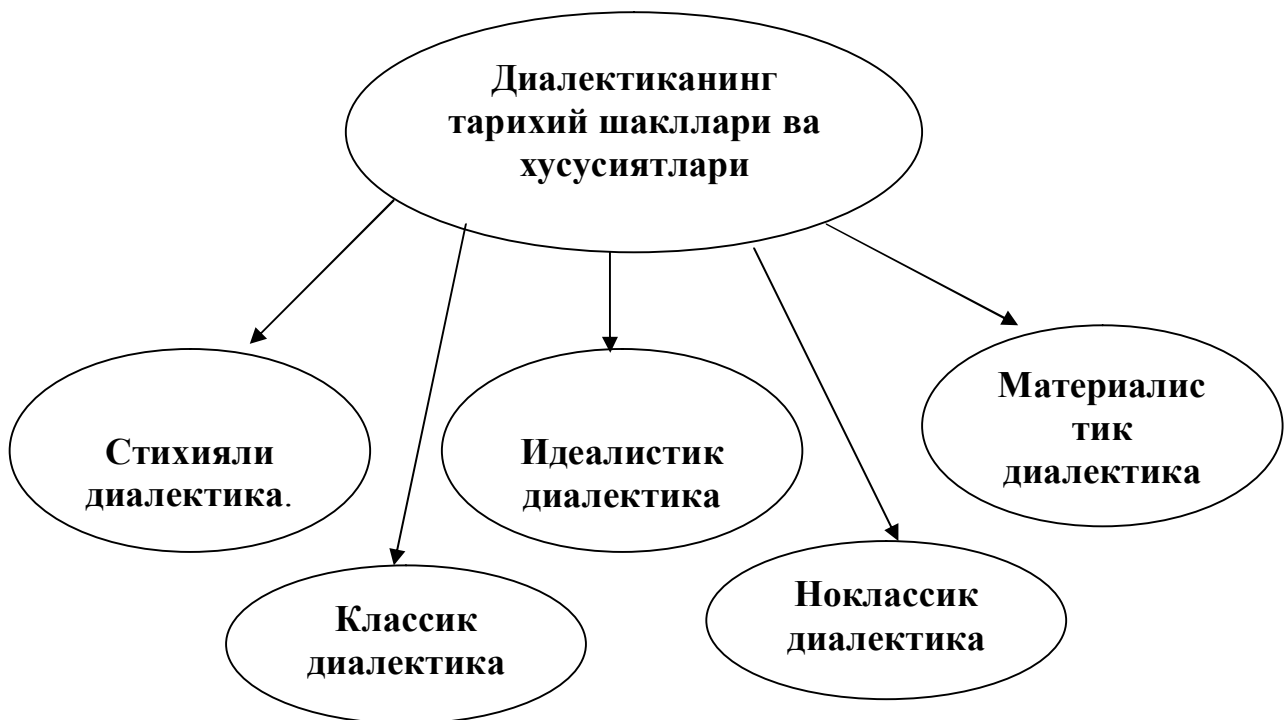 Диалектиканинг
тарихий шакллари ва
хусусиятлари
Стихияли
диалектика.
Классик
диалектика
Идеалистик
диалектика
Ноклассик
диалектика
Материалис
тик
диалектика